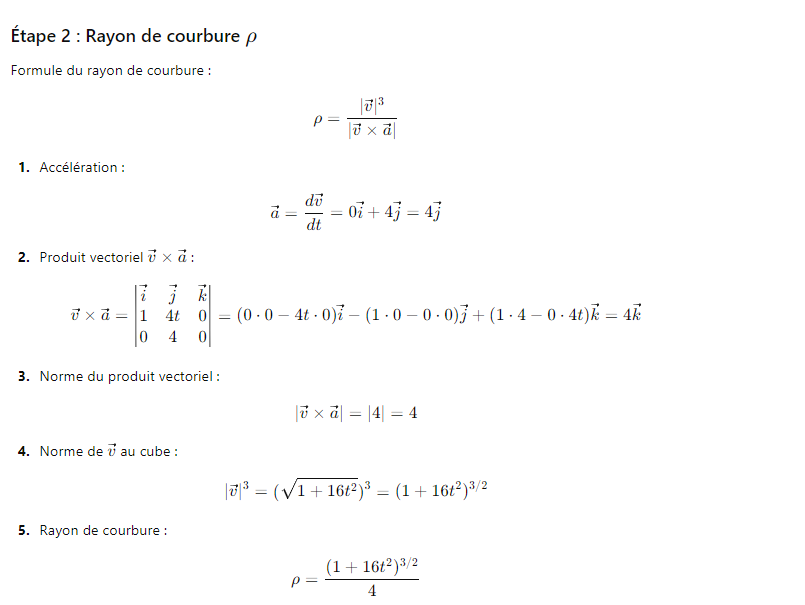 Étape 2 : Rayon de courbure ρ
Formule du rayon de courbure :
ρ = |v⃗|³ / |v⃗ × a⃗|
1. Accélération :
a⃗ = dv⃗/dt = 0i⃗ + 4j⃗ = 4j⃗
2. Produit vectoriel v⃗ × a⃗ :
v⃗ × a⃗ = |i⃗ j⃗ k⃗; 1 4t 0; 0 4 0| = (0 · 0 − 4t · 0)i⃗ − (1 · 0 − 0 · 0)j⃗ + (1 · 4 − 0 · 4t)k⃗ = 4k⃗
3. Norme du produit vectoriel :
|v⃗ × a⃗| = |4| = 4
4. Norme de v⃗ au cube :
|v⃗|³ = (√(1 + 16t²))³ = (1 + 16t²)^{3/2}
5. Rayon de courbure :
ρ = (1 + 16t²)^{3/2} / 4